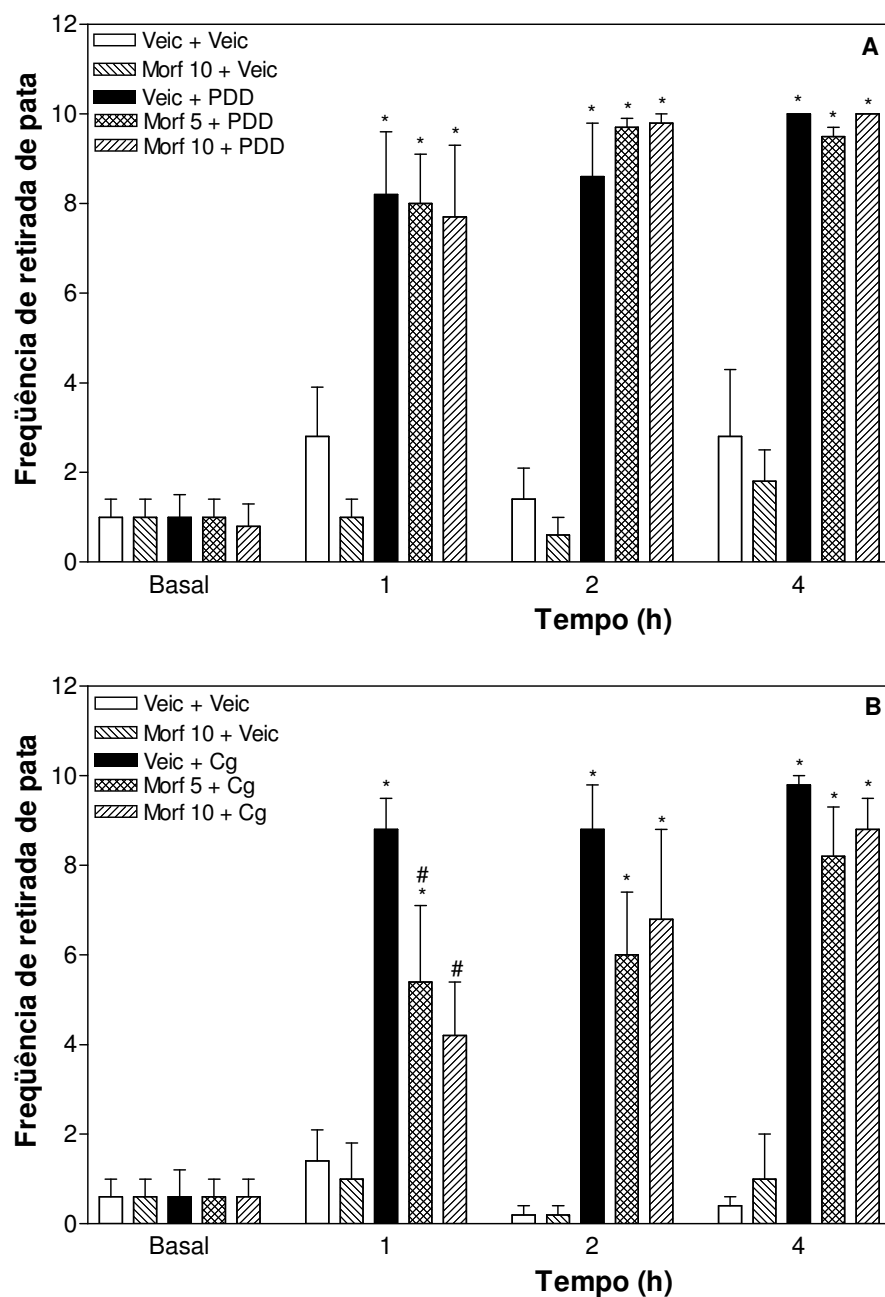 A
12
10
8
6
4
2
0
Freqüência de retirada de pata
Veic + Veic
Morf 10 + Veic
Veic + PDD
Morf 5 + PDD
Morf 10 + PDD
* * *
* * *
* * *
Basal 1 2 4
Tempo (h)
B
12
10
8
6
4
2
0
Freqüência de retirada de pata
Veic + Veic
Morf 10 + Veic
Veic + Cg
Morf 5 + Cg
Morf 10 + Cg
* # * #
* * *
* * *
Basal 1 2 4
Tempo (h)